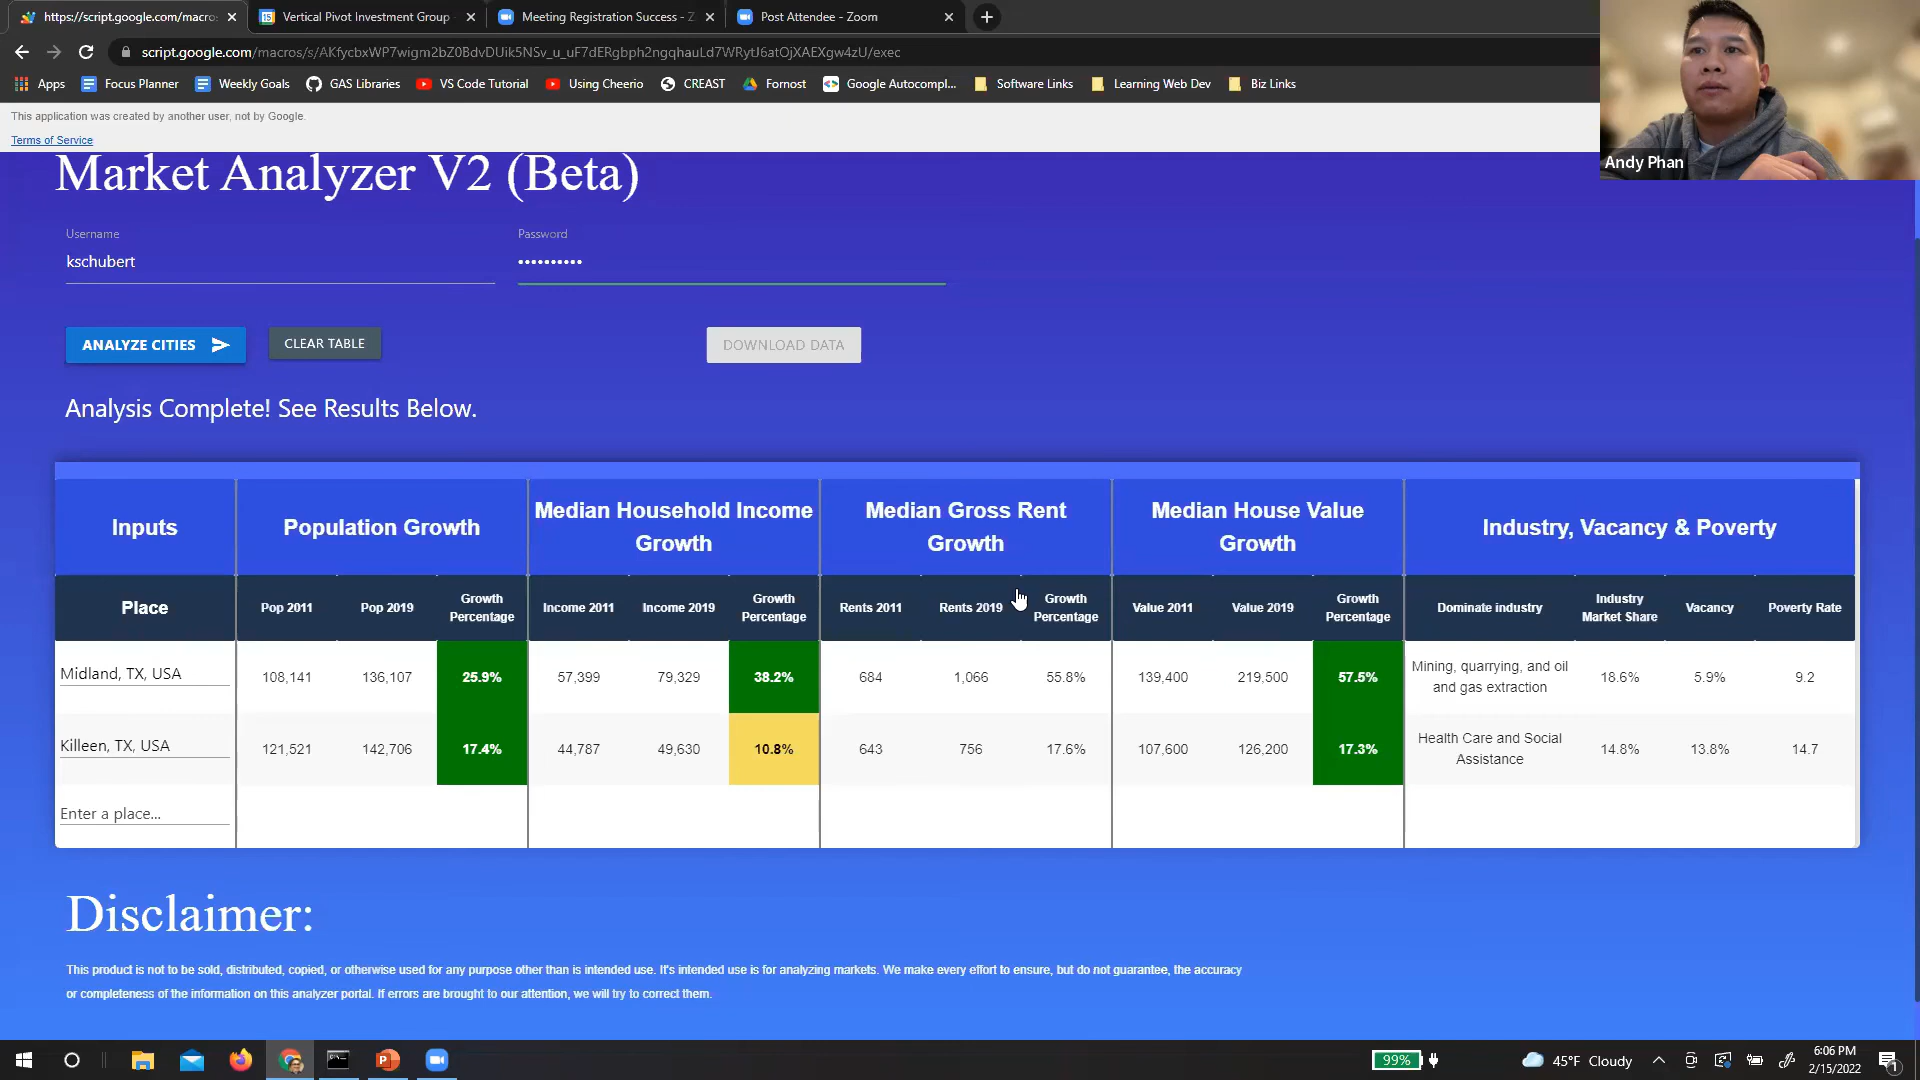 https://script.google.com/macro
Vertical Pivot Investment Group
Meeting Registration Success - Z
Post Attendee - Zoom
script.google.com/macros/s/AKfycbxWP7wigm2bZ0BdvDUik5NSv_u_uF7dERgbph2ngqhauLd7WRytJ6atOjXAEXgw4zU/exec
Apps
Focus Planner
Weekly Goals
GAS Libraries
VS Code Tutorial
Using Cheerio
CREAST
Fornost
Google Autocompl...
Software Links
Learning Web Dev
Biz Links
This application was created by another user, not by Google.
Terms of Service
Andy Phan
Market Analyzer V2 (Beta)
Username
Password
kschubert
••••••••••
ANALYZE CITIES
CLEAR TABLE
DOWNLOAD DATA
Analysis Complete! See Results Below.
Inputs
Population Growth
Median Household Income
Growth
Median Gross Rent
Growth
Median House Value
Growth
Industry, Vacancy & Poverty
Place
Pop 2011
Pop 2019
Growth
Percentage
Income 2011
Income 2019
Growth
Percentage
Rents 2011
Rents 2019
Growth
Percentage
Value 2011
Value 2019
Growth
Percentage
Dominate industry
Industry
Market Share
Vacancy
Poverty Rate
Midland, TX, USA
108,141
136,107
25.9%
57,399
79,329
38.2%
684
1,066
55.8%
139,400
219,500
57.5%
Mining, quarrying, and oil
and gas extraction
18.6%
5.9%
9.2
Killeen, TX, USA
121,521
142,706
17.4%
44,787
49,630
10.8%
643
756
17.6%
107,600
126,200
17.3%
Health Care and Social
Assistance
14.8%
13.8%
14.7
Enter a place...
Disclaimer:
This product is not to be sold, distributed, copied, or otherwise used for any purpose other than is intended use. It's intended use is for analyzing markets. We make every effort to ensure, but do not guarantee, the accuracy
or completeness of the information on this analyzer portal. If errors are brought to our attention, we will try to correct them.
99%
45°F Cloudy
6:06 PM
2/15/2022
1